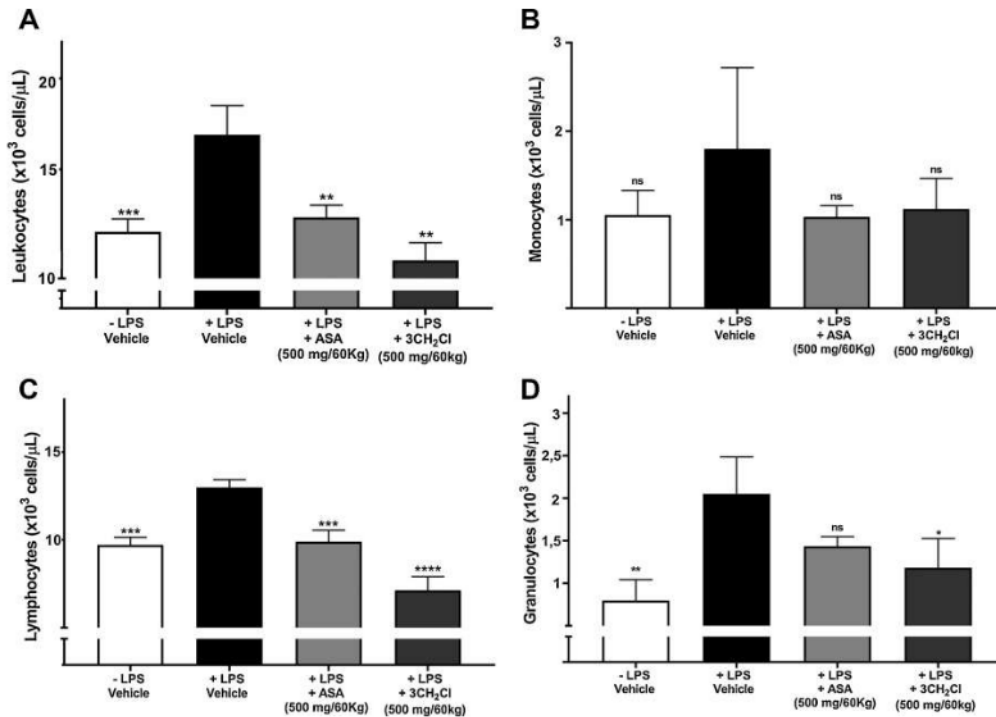 A
Leukocytes (x10³ cells/μL)
20
15
10
***
**
**
- LPS
Vehicle
+ LPS
Vehicle
+ LPS
+ ASA
(500 mg/60Kg)
+ LPS
+ 3CH₂Cl
(500 mg/60kg)
B
Monocytes (x10³ cells/μL)
3
2
1
0
ns
ns
ns
- LPS
Vehicle
+ LPS
Vehicle
+ LPS
+ ASA
(500 mg/60Kg)
+ LPS
+ 3CH₂Cl
(500 mg/60kg)
C
Lymphocytes (x10³ cells/μL)
15
10
***
***
****
- LPS
Vehicle
+ LPS
Vehicle
+ LPS
+ ASA
(500 mg/60Kg)
+ LPS
+ 3CH₂Cl
(500 mg/60kg)
D
Granulocytes (x10³ cells/μL)
3
2,5
2
1,5
1
**
ns
*
- LPS
Vehicle
+ LPS
Vehicle
+ LPS
+ ASA
(500 mg/60Kg)
+ LPS
+ 3CH₂Cl
(500 mg/60kg)